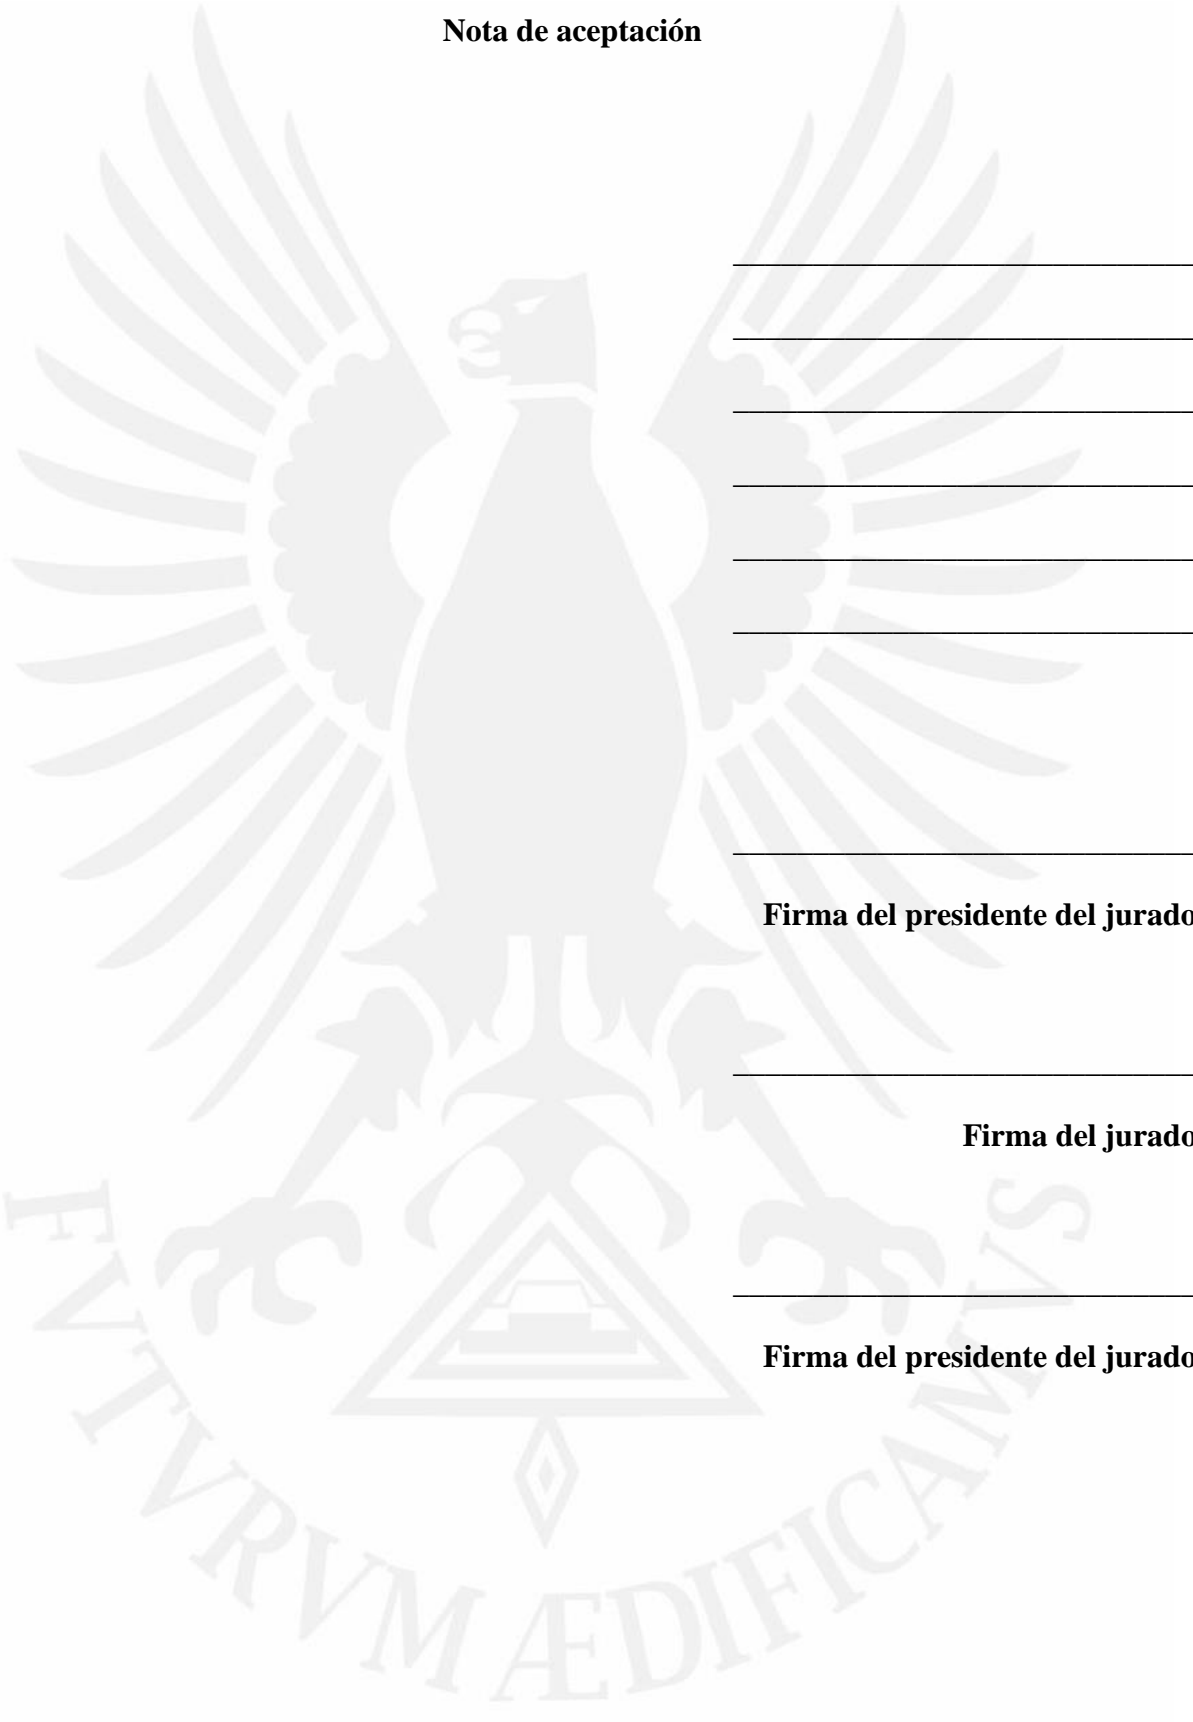 Nota de aceptación
Firma del presidente del jurado
Firma del jurado
Firma del presidente del jurado
FVTVRVM ÆDIFICAMVS